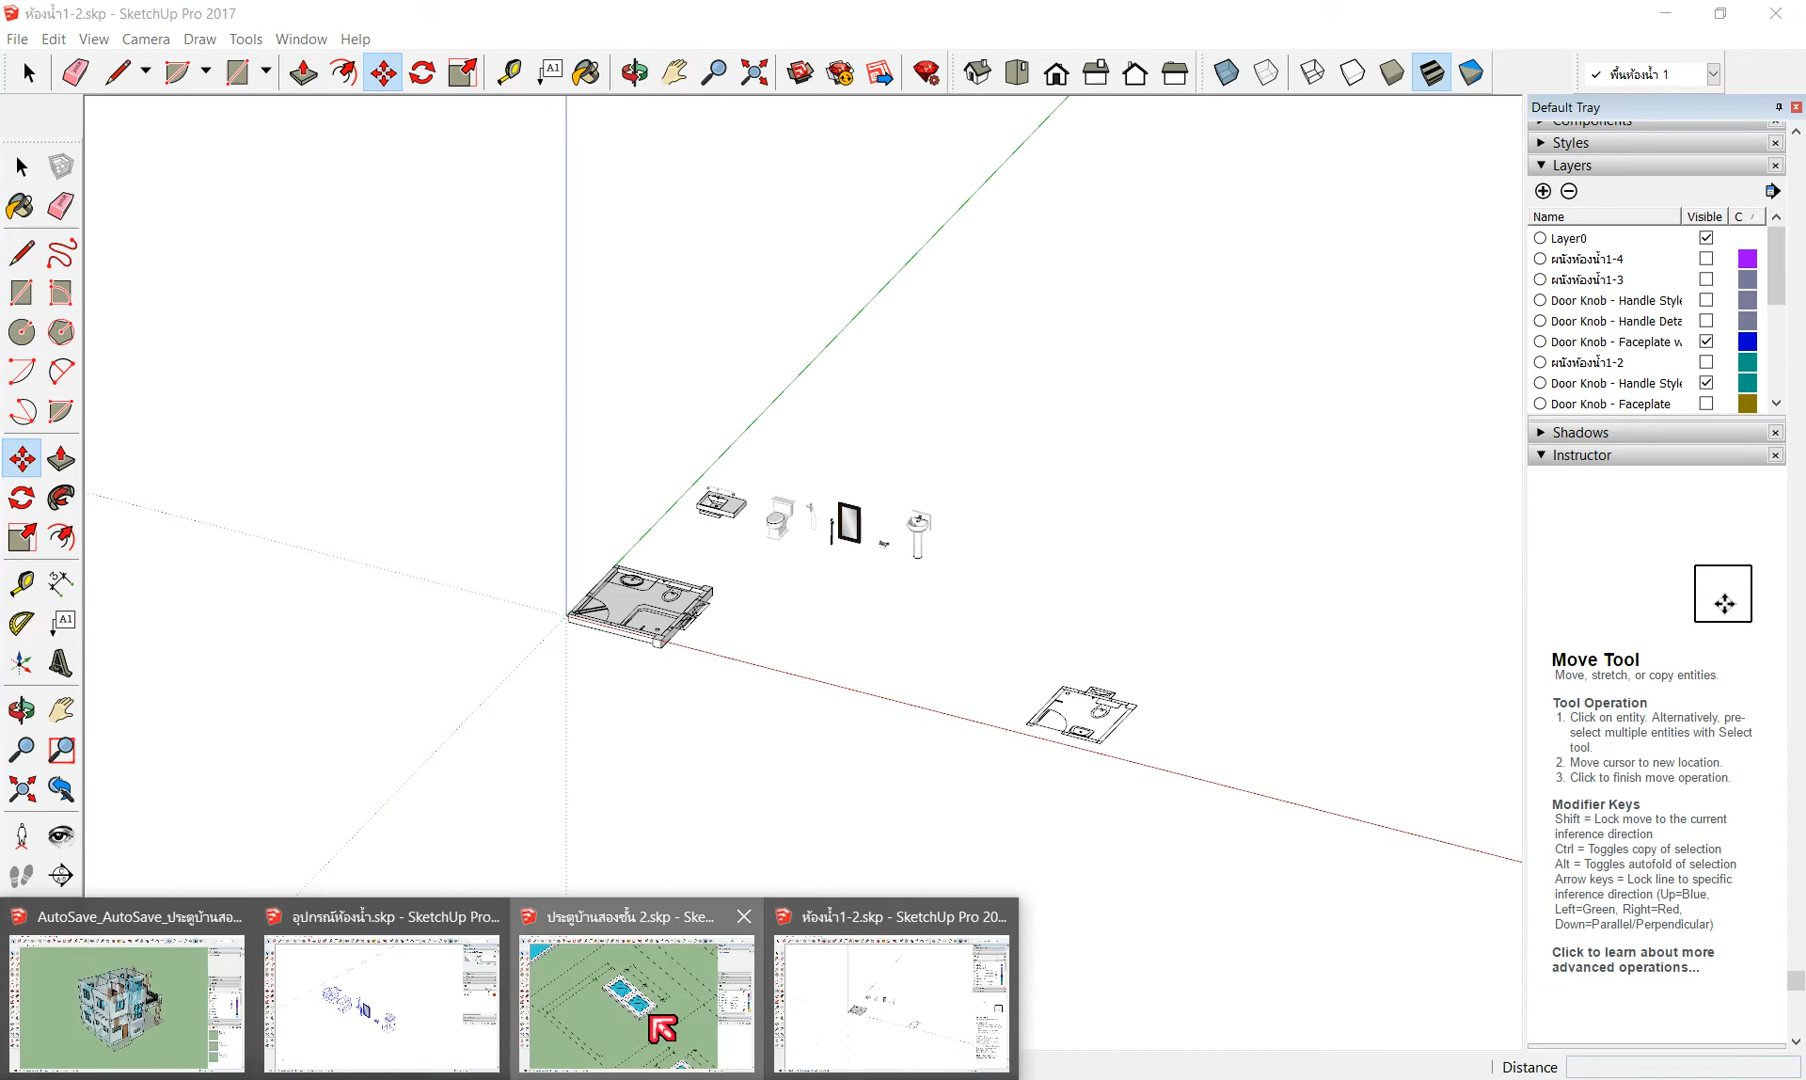 ห้องน้ำ1-2.skp - SketchUp Pro 2017
File Edit View Camera Draw Tools Window Help
A1
✓ พื้นห้องน้ำ 1
Default Tray
Components
Styles
Layers
Name Visible C
Layer0
ผนังห้องน้ำ1-4
ผนังห้องน้ำ1-3
Door Knob - Handle Style
Door Knob - Handle Deta
Door Knob - Faceplate w
ผนังห้องน้ำ1-2
Door Knob - Handle Style
Door Knob - Faceplate
Shadows
Instructor
A1
Move Tool
Move, stretch, or copy entities.
Tool Operation
1. Click on entity. Alternatively, pre-
select multiple entities with Select
tool.
2. Move cursor to new location.
3. Click to finish move operation.
Modifier Keys
Shift = Lock move to the current
inference direction
Ctrl = Toggles copy of selection
Alt = Toggles autofold of selection
Arrow keys = Lock line to specific
inference direction (Up=Blue,
Left=Green, Right=Red,
Down=Parallel/Perpendicular)
Click to learn about more
advanced operations...
AutoSave_AutoSave_ประตูบ้านสอ...
อุปกรณ์ห้องน้ำ.skp - SketchUp Pro...
ประตูบ้านสองชั้น 2.skp - Ske...
ห้องน้ำ1-2.skp - SketchUp Pro 20...
Distance